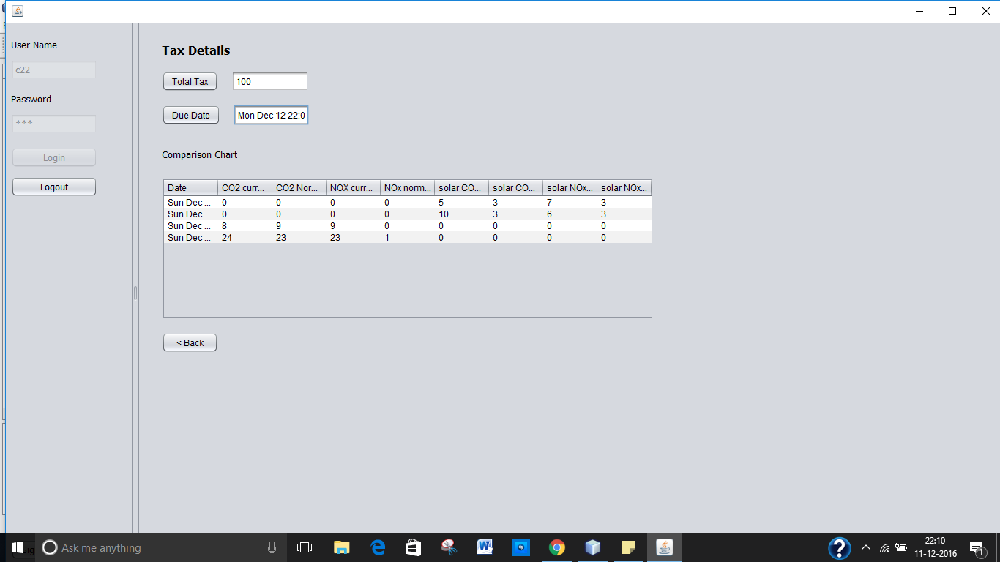 User Name
c22
Password
***
Login
Logout
Tax Details
Total Tax 100
Due Date Mon Dec 12 22:0
Comparison Chart
Date CO2 curr... CO2 Nor... NOX curr... NOx norm... solar CO... solar CO... solar NOx... solar NOx...
Sun Dec ... 0 0 0 0 5 3 7 3
Sun Dec ... 0 0 0 0 10 3 6 3
Sun Dec ... 8 9 9 0 0 0 0 0
Sun Dec ... 24 23 23 1 0 0 0 0
< Back
Ask me anything
22:10
11-12-2016
1